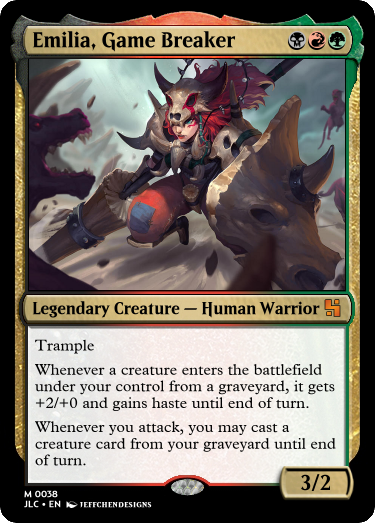 Emilia, Game Breaker
Legendary Creature — Human Warrior
Trample
Whenever a creature enters the battlefield
under your control from a graveyard, it gets
+2/+0 and gains haste until end of turn.
Whenever you attack, you may cast a
creature card from your graveyard until end
of turn.
3/2
M 0038
JLC • EN JEFFCHENDESIGNS